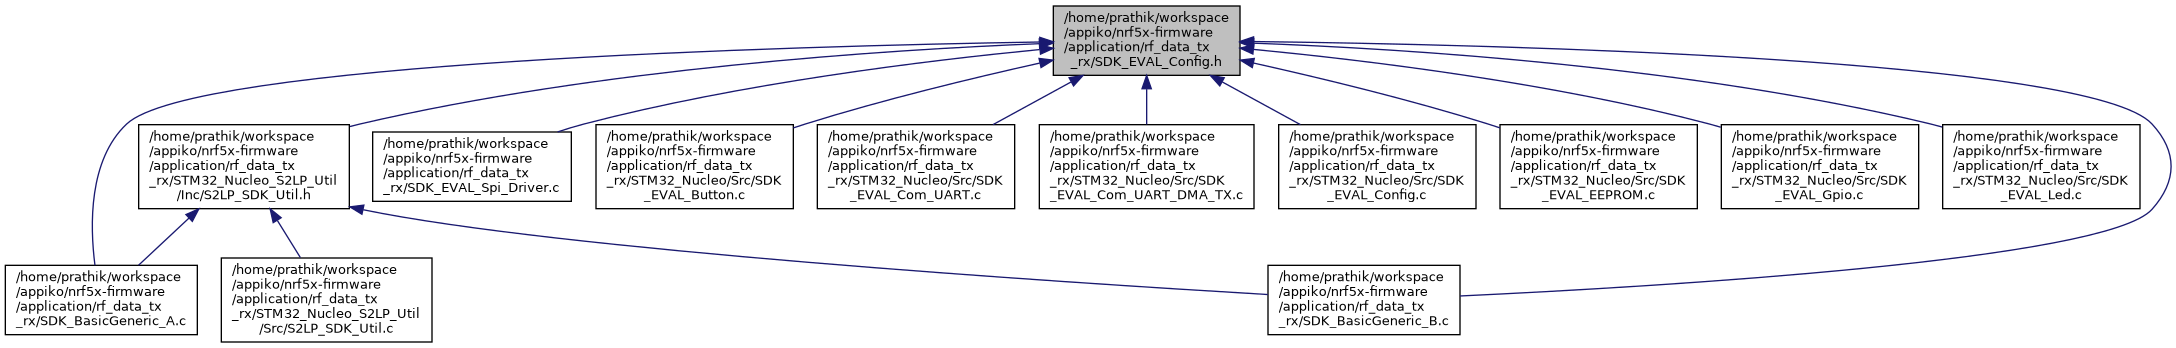 /home/prathik/workspace
/appiko/nrf5x-firmware
/application/rf_data_tx
_rx/SDK_EVAL_Config.h
/home/prathik/workspace
/appiko/nrf5x-firmware
/application/rf_data_tx
_rx/STM32_Nucleo_S2LP_Util
/Inc/S2LP_SDK_Util.h
/home/prathik/workspace
/appiko/nrf5x-firmware
/application/rf_data_tx
_rx/SDK_EVAL_Spi_Driver.c
/home/prathik/workspace
/appiko/nrf5x-firmware
/application/rf_data_tx
_rx/STM32_Nucleo/Src/SDK
_EVAL_Button.c
/home/prathik/workspace
/appiko/nrf5x-firmware
/application/rf_data_tx
_rx/STM32_Nucleo/Src/SDK
_EVAL_Com_UART.c
/home/prathik/workspace
/appiko/nrf5x-firmware
/application/rf_data_tx
_rx/STM32_Nucleo/Src/SDK
_EVAL_Com_UART_DMA_TX.c
/home/prathik/workspace
/appiko/nrf5x-firmware
/application/rf_data_tx
_rx/STM32_Nucleo/Src/SDK
_EVAL_Config.c
/home/prathik/workspace
/appiko/nrf5x-firmware
/application/rf_data_tx
_rx/STM32_Nucleo/Src/SDK
_EVAL_EEPROM.c
/home/prathik/workspace
/appiko/nrf5x-firmware
/application/rf_data_tx
_rx/STM32_Nucleo/Src/SDK
_EVAL_Gpio.c
/home/prathik/workspace
/appiko/nrf5x-firmware
/application/rf_data_tx
_rx/STM32_Nucleo/Src/SDK
_EVAL_Led.c
/home/prathik/workspace
/appiko/nrf5x-firmware
/application/rf_data_tx
_rx/SDK_BasicGeneric_A.c
/home/prathik/workspace
/appiko/nrf5x-firmware
/application/rf_data_tx
_rx/STM32_Nucleo_S2LP_Util
/Src/S2LP_SDK_Util.c
/home/prathik/workspace
/appiko/nrf5x-firmware
/application/rf_data_tx
_rx/SDK_BasicGeneric_B.c